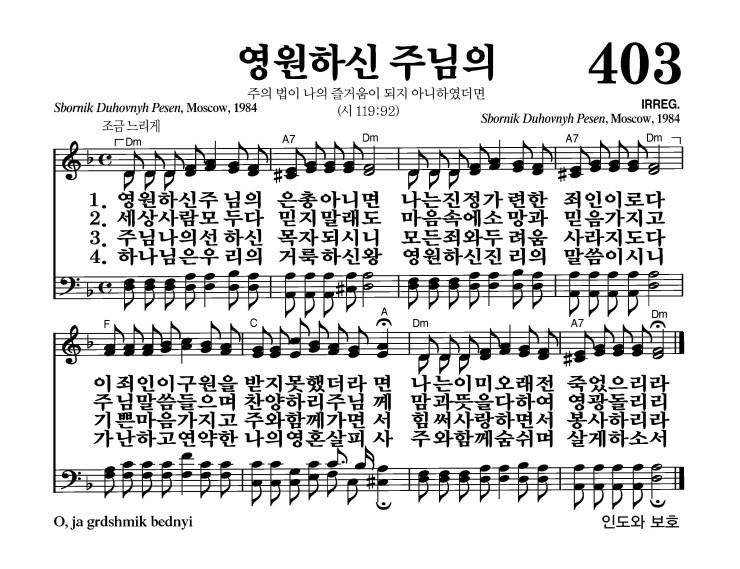 영원하신 주님의
403
주의 법이 나의 즐거움이 되지 아니하였더면
Sbornik Duhovnyh Pesen, Moscow, 1984
(시 119:92)
IRREG.
Sbornik Duhovnyh Pesen, Moscow, 1984
조금 느리게
Dm A7 Dm A7 Dm
1. 영원하신주 님의 은총아니면 나는진정가 련한 죄인이로다
2. 세상사람모 두다 믿지말래도 마음속에소 망과 믿음가지고
3. 주님나의선 하신 목자되시니 모든죄와두 려움 사라지도다
4. 하나님은우 리의 거룩하신왕 영원하신진 리의 말씀이시니
F C A Dm A7 Dm
이 죄인이구원을 받지못했더라 면 나는이미오래전 죽었으리라
주님말씀들으며 찬양하리주님 께 맘과뜻을다하여 영광돌리리
기쁜마음가지고 주와함께가면 서 힘써사랑하면서 봉사하리라
가난하고연약한 나의영혼살피 사 주와함께숨쉬며 살게하소서
O, ja grdshmik bednyi
인도와 보호